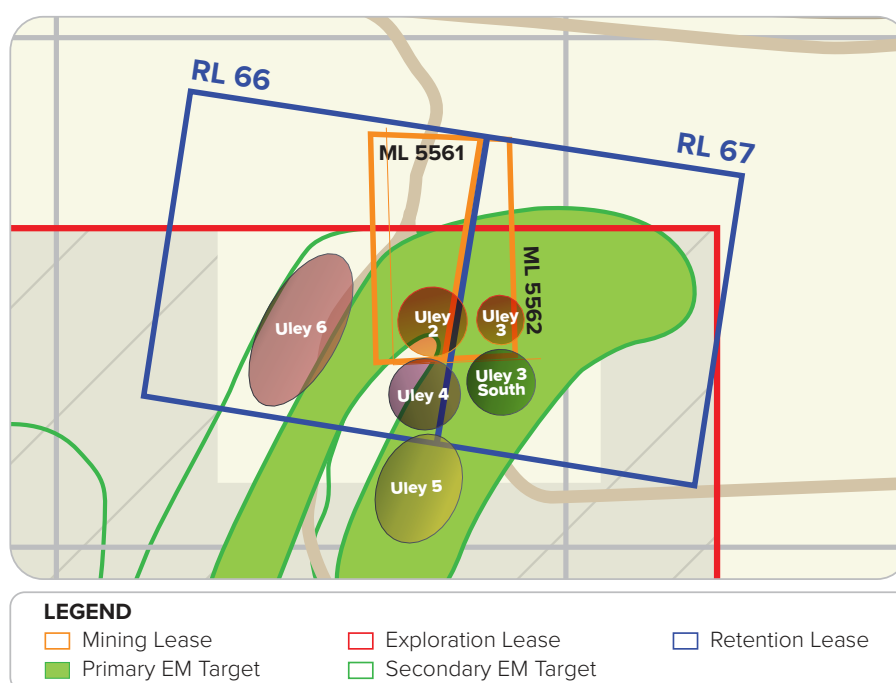 RL 66
RL 67
ML 5561
ML 5562
Uley
2
Uley
3
Uley 6
Uley 3
South
Uley 4
Uley 5
LEGEND
Mining Lease
Exploration Lease
Retention Lease
Primary EM Target
Secondary EM Target